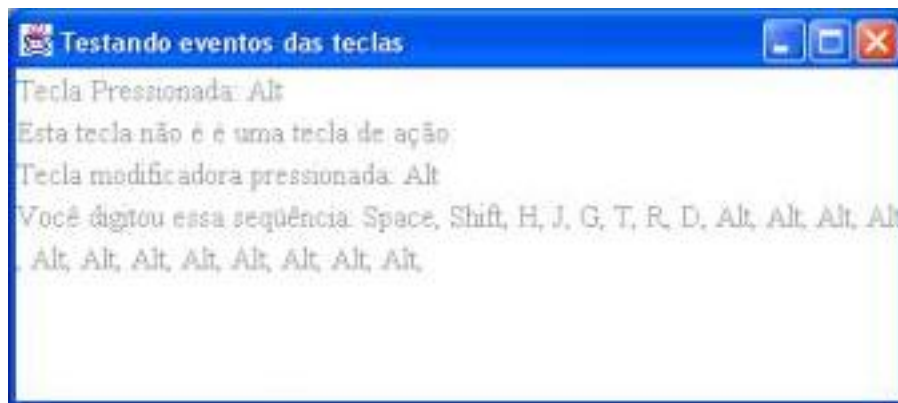 Testando eventos das teclas
Tecla Pressionada: Alt
Esta tecla não é é uma tecla de ação
Tecla modificadora pressionada: Alt
Você digitou essa seqüência: Space, Shift, H, J, G, T, R, D, Alt, Alt, Alt, Alt
, Alt, Alt, Alt, Alt, Alt, Alt, Alt, Alt,